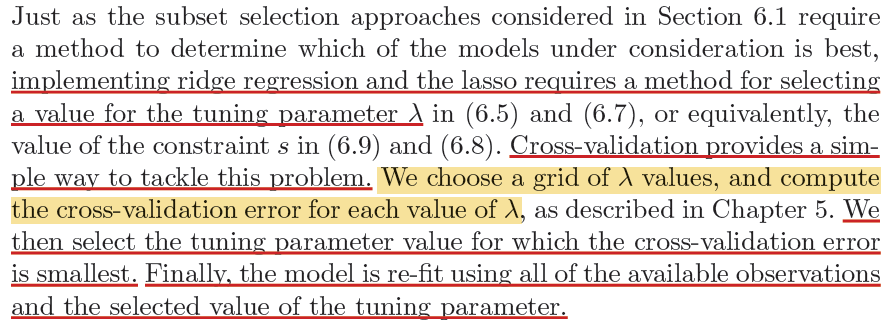 Just as the subset selection approaches considered in Section 6.1 require
a method to determine which of the models under consideration is best,
implementing ridge regression and the lasso requires a method for selecting
a value for the tuning parameter λ in (6.5) and (6.7), or equivalently, the
value of the constraint s in (6.9) and (6.8). Cross-validation provides a sim-
ple way to tackle this problem. We choose a grid of λ values, and compute
the cross-validation error for each value of λ, as described in Chapter 5. We
then select the tuning parameter value for which the cross-validation error
is smallest. Finally, the model is re-fit using all of the available observations
and the selected value of the tuning parameter.